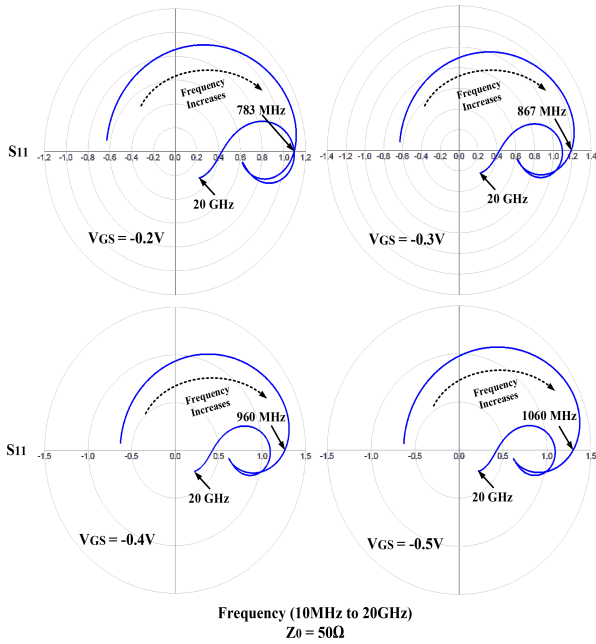 Frequency
Increases
783 MHz
S11
-1.2 -1.0 -0.8 -0.6 -0.4 -0.2 0.0 0.2 0.4 0.6 0.8 1.0 1.2
20 GHz
VGS = -0.2V
Frequency
Increases
867 MHz
-1.4 -1.2 -1.0 -0.8 -0.6 -0.4 -0.2 0.0 0.2 0.4 0.6 0.8 1.0 1.2 1.4
20 GHz
VGS = -0.3V
Frequency
Increases
960 MHz
S11
-1.5 -1.0 -0.5 0.0 0.5 1.0 1.5
20 GHz
VGS = -0.4V
Frequency
Increases
1060 MHz
-1.5 -1.0 -0.5 0.0 0.5 1.0 1.5
20 GHz
VGS = -0.5V
Frequency (10MHz to 20GHz)
Z0 = 50Ω